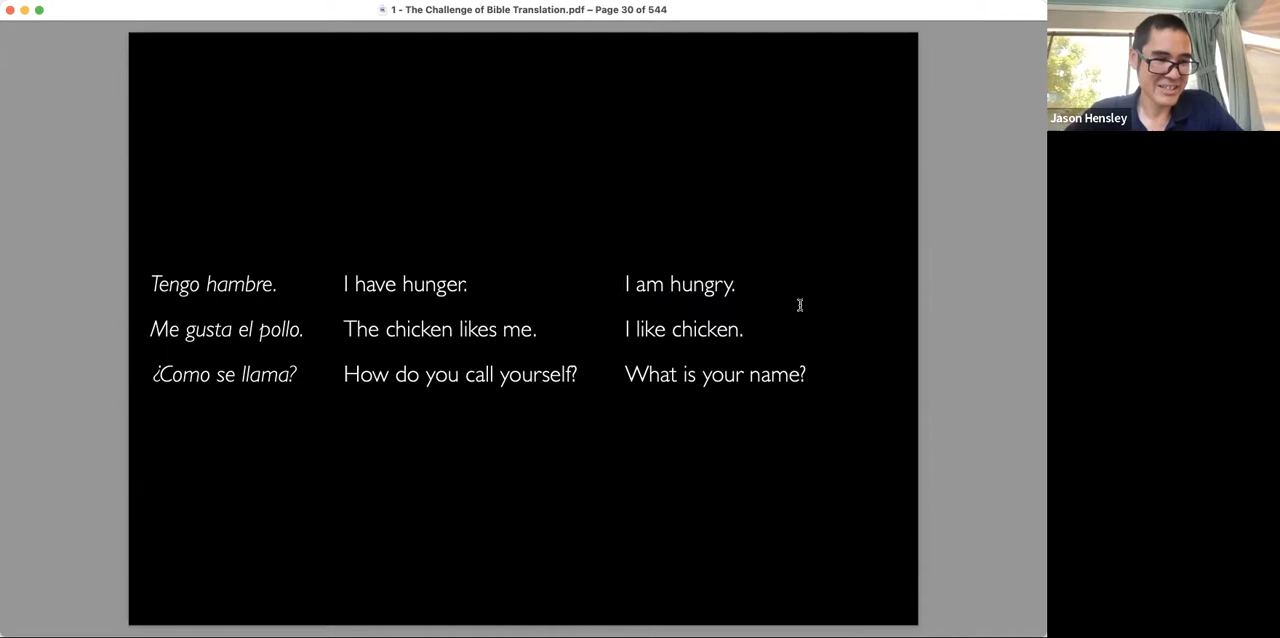 1 - The Challenge of Bible Translation.pdf – Page 30 of 544
Jason Hensley
Tengo hambre. I have hunger. I am hungry.
Me gusta el pollo. The chicken likes me. I like chicken.
¿Como se llama? How do you call yourself? What is your name?